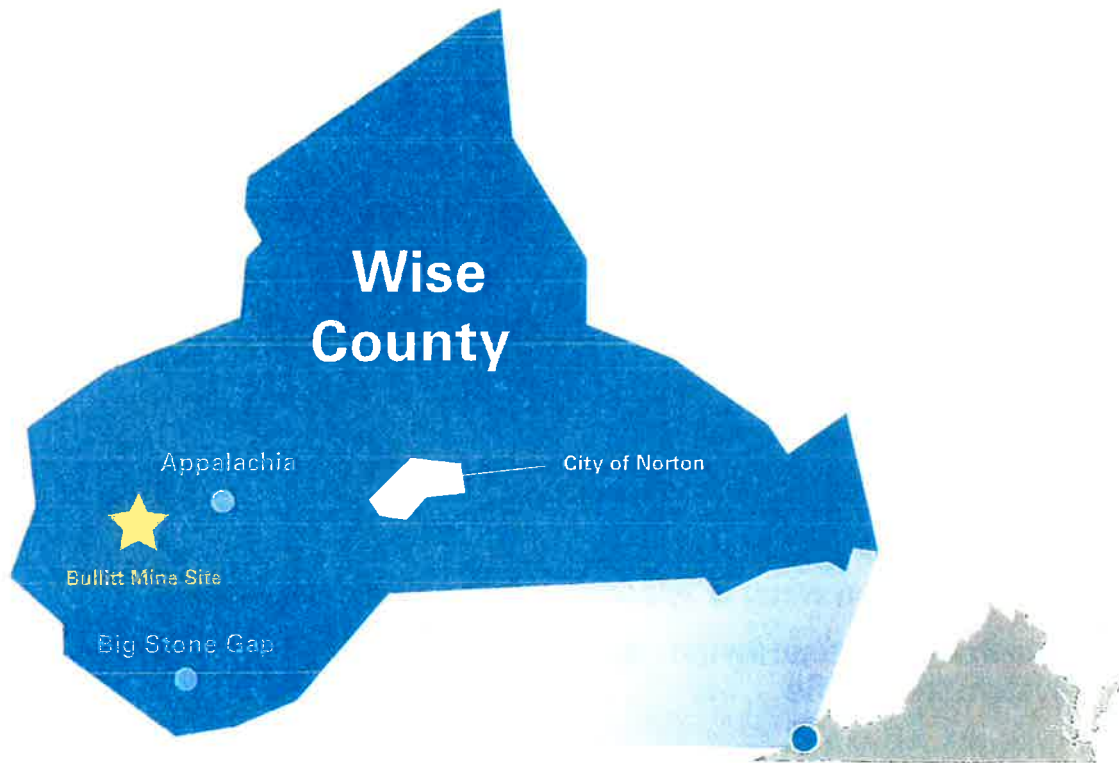 Wise
County
Appalachia
City of Norton
Bullitt Mine Site
Big Stone Gap